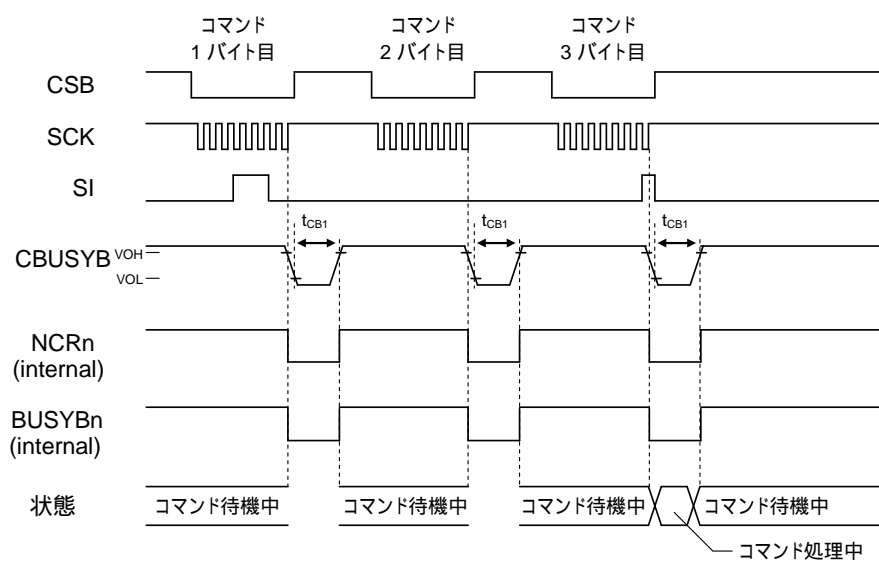 コマンド
1 バイト目
コマンド
2 バイト目
コマンド
3 バイト目
CSB
SCK
SI
tCB1
tCB1
tCB1
CBUSYB
VOH
VOL
NCRn
(internal)
BUSYBn
(internal)
状態
コマンド待機中
コマンド待機中
コマンド待機中
コマンド待機中
コマンド処理中